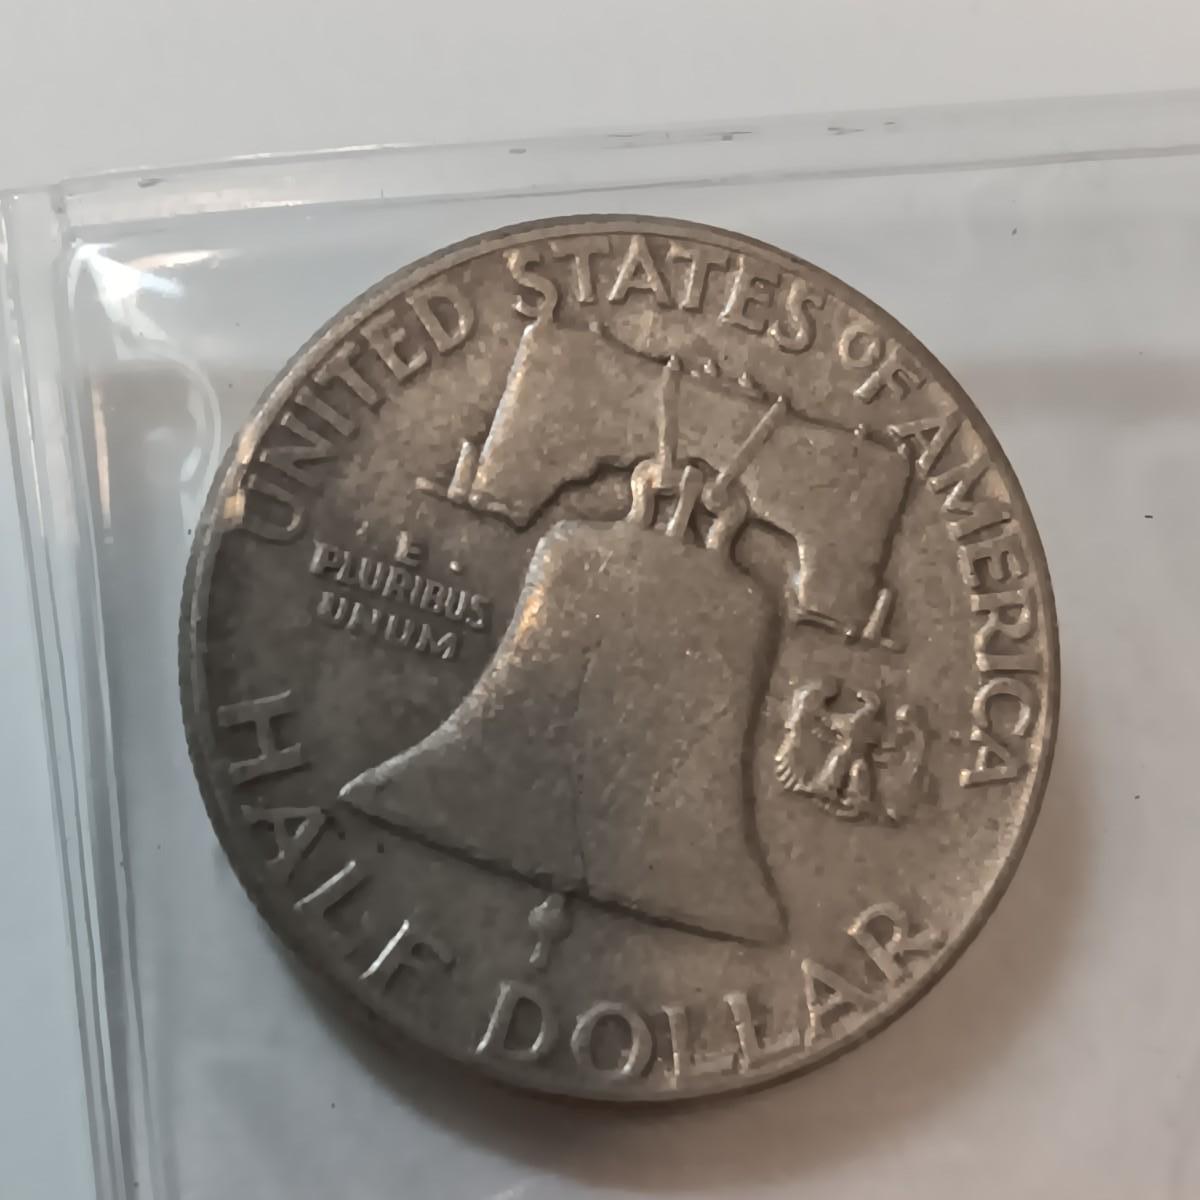 UNITED STATES OF AMERICA
E
PLURIBUS
UNUM
HALF DOLLAR